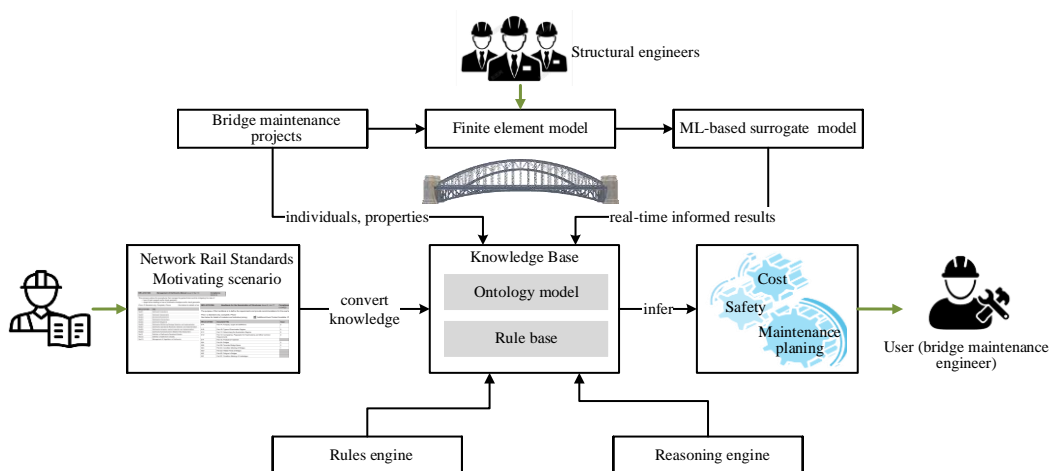 Structural engineers
Bridge maintenance
projects
Finite element model
ML-based surrogate model
individuals, properties
real-time informed results
Network Rail Standards
Motivating scenario
Knowledge Base
Ontology model
Rule base
convert
knowledge
infer
Cost
Safety
Maintenance
planing
User (bridge maintenance
engineer)
Rules engine
Reasoning engine